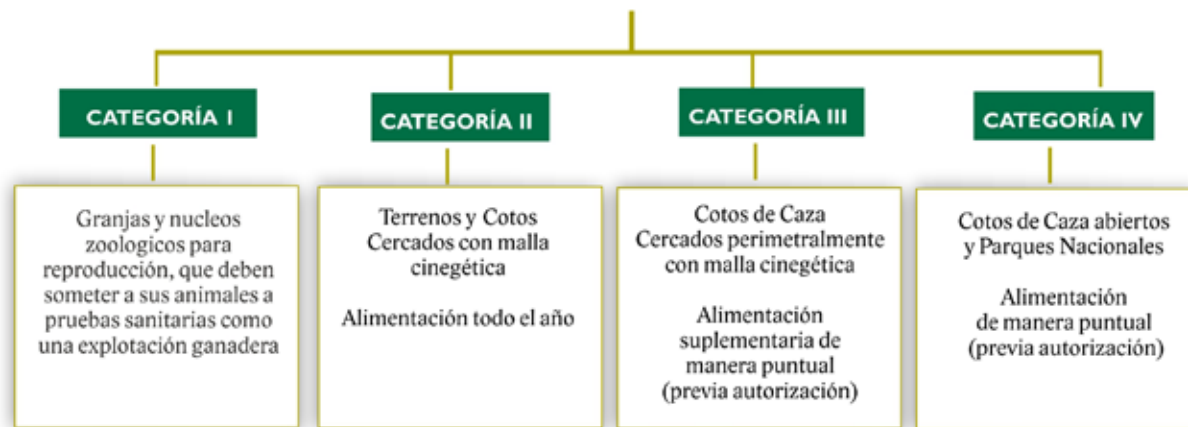 CATEGORÍA I
Granjas y nucleos
zoologicos para
reproducción, que deben
someter a sus animales a
pruebas sanitarias como
una explotación ganadera
CATEGORÍA II
Terrenos y Cotos
Cercados con malla
cinegética
Alimentación todo el año
CATEGORÍA III
Cotos de Caza
Cercados perimetralmente
con malla cinegética
Alimentación
suplementaria de
manera puntual
(previa autorización)
CATEGORÍA IV
Cotos de Caza abiertos
y Parques Nacionales
Alimentación
de manera puntual
(previa autorización)